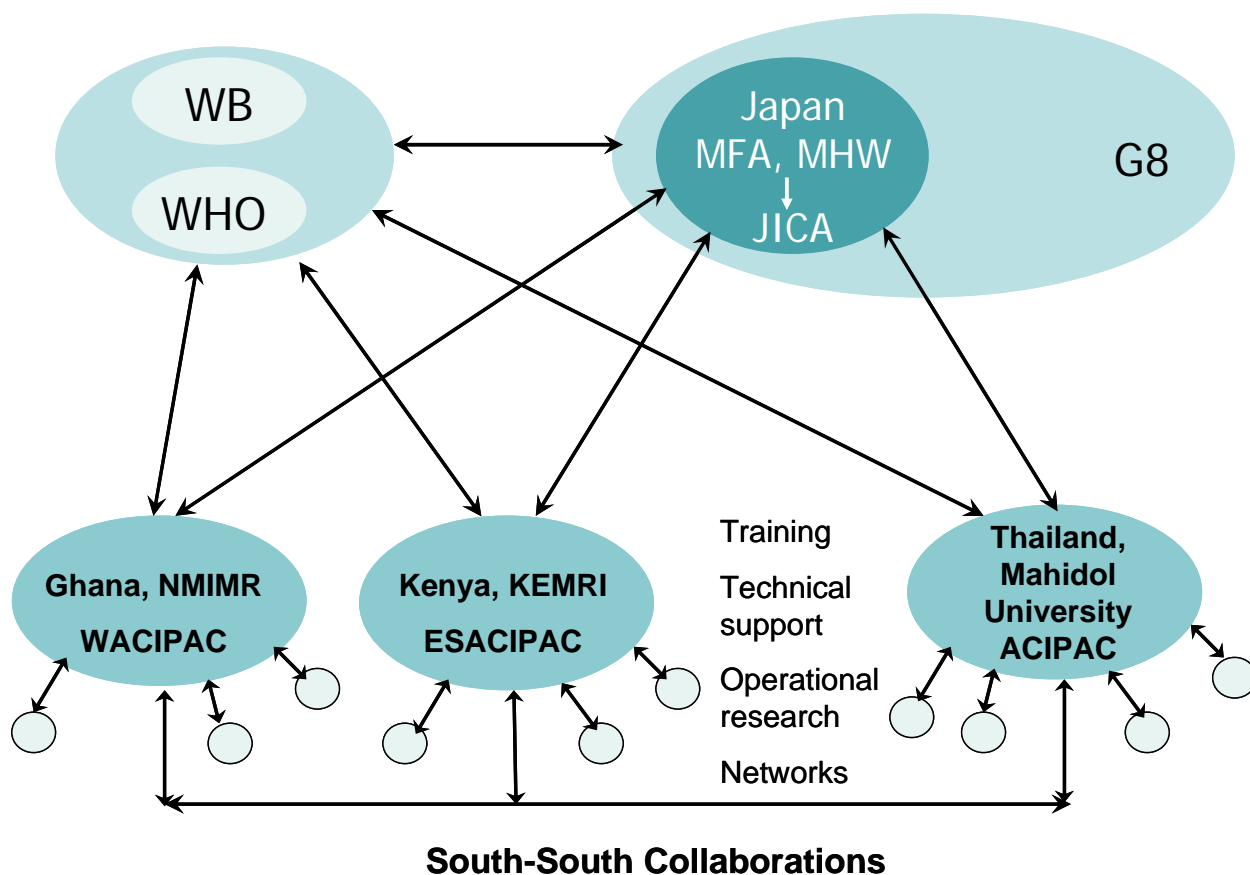 WB
WHO
Japan
MFA, MHW
JICA
G8
Ghana, NMIMR
WACIPAC
Kenya, KEMRI
ESACIPAC
Training
Technical
support
Operational
research
Networks
Thailand,
Mahidol
University
ACIPAC
South-South Collaborations